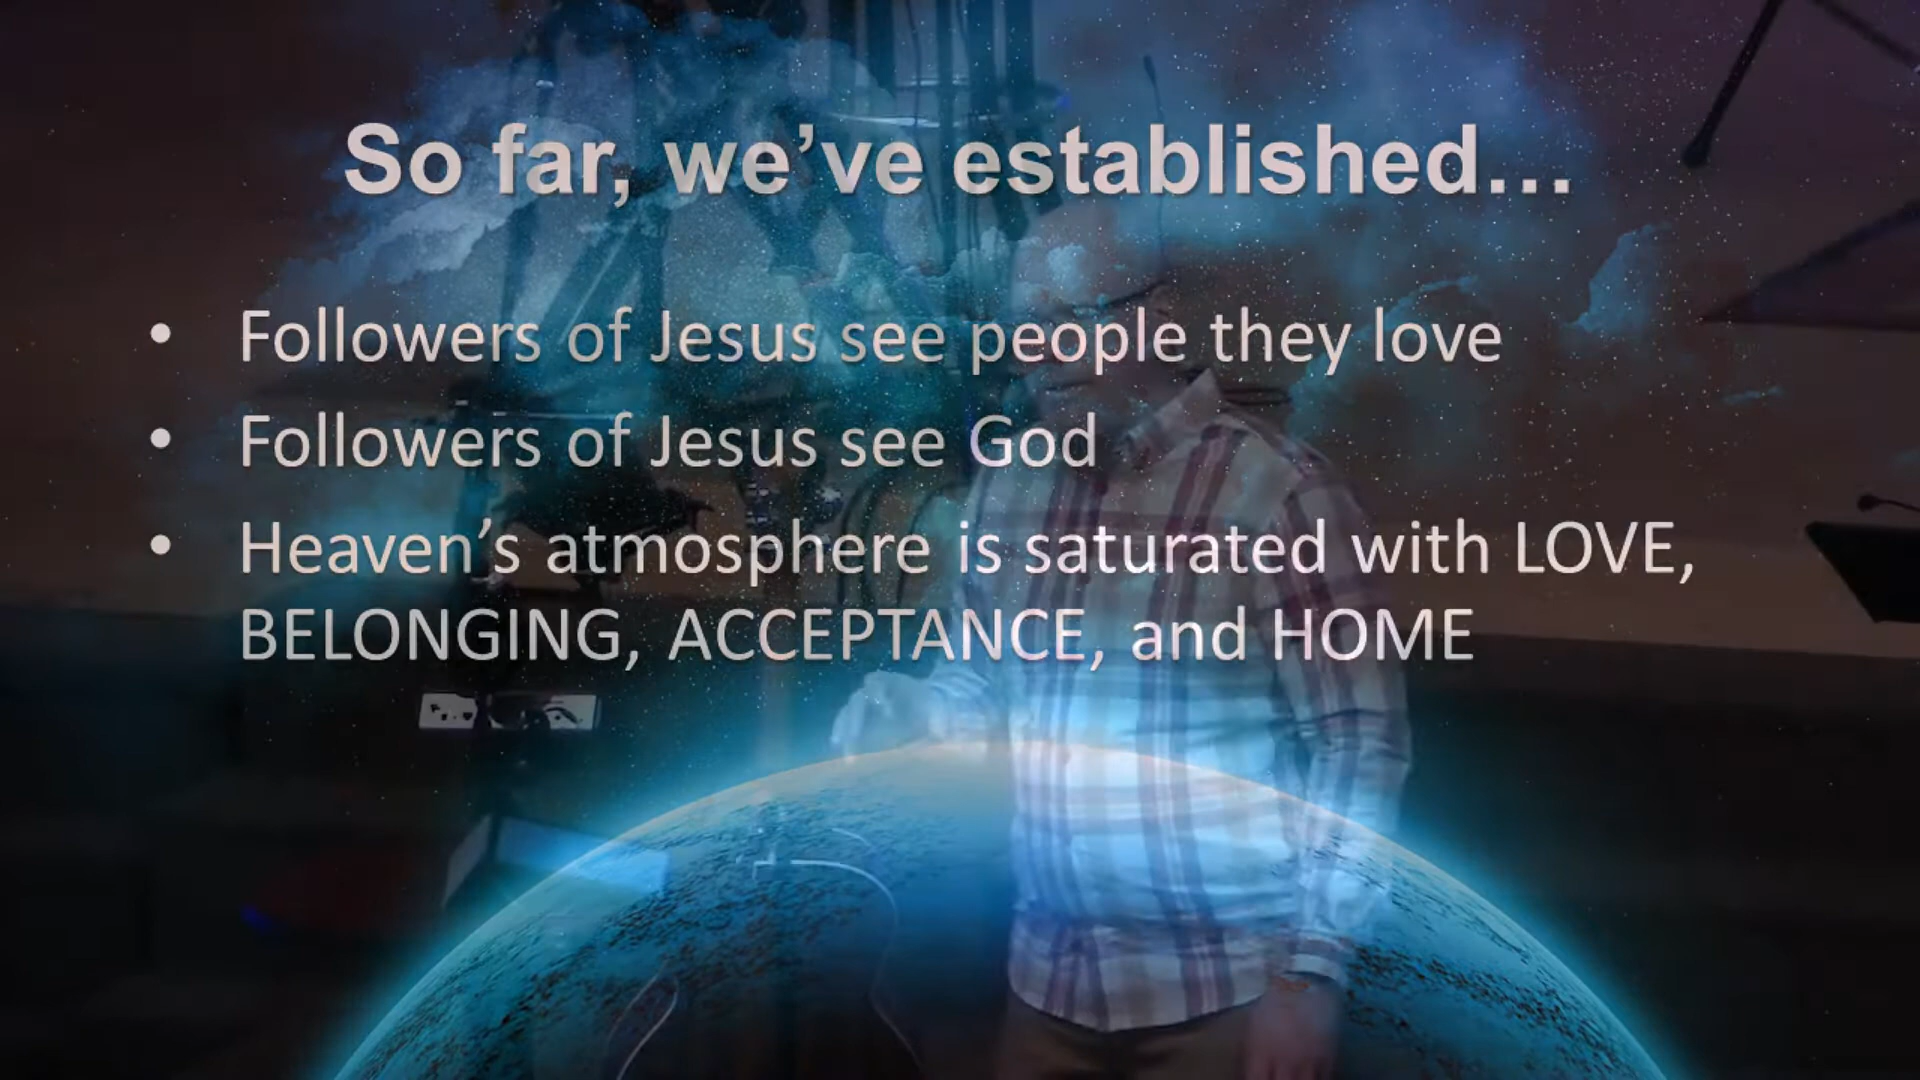 So far, we’ve established...
• Followers of Jesus see people they love
• Followers of Jesus see God
• Heaven’s atmosphere is saturated with LOVE,
BELONGING, ACCEPTANCE, and HOME